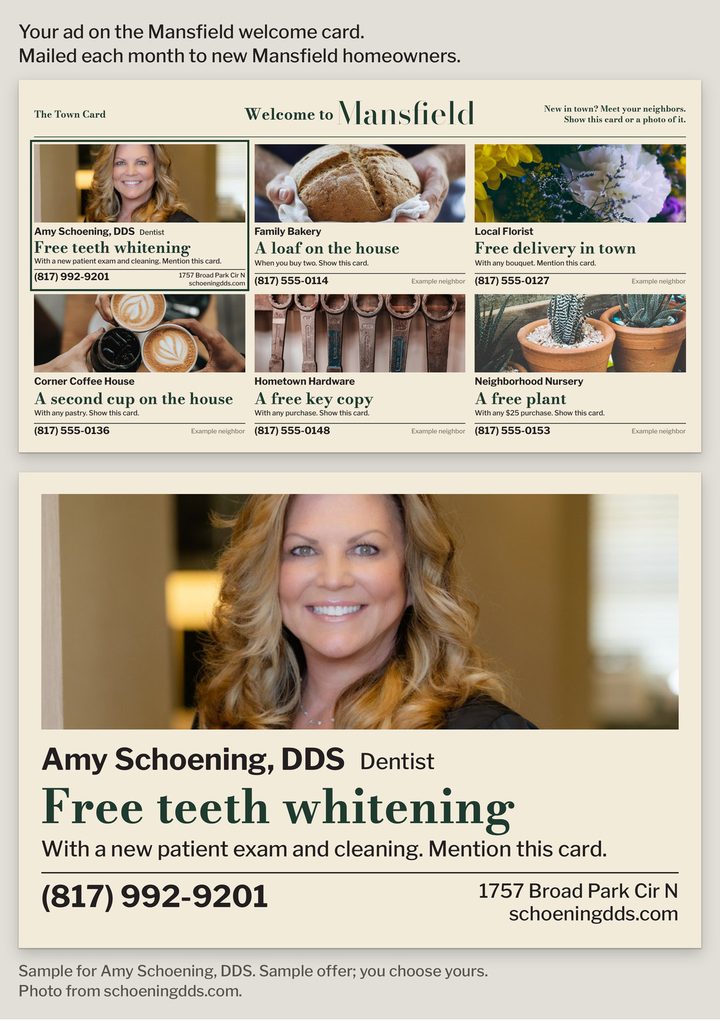 Your ad on the Mansfield welcome card.
Mailed each month to new Mansfield homeowners.
The Town Card
Welcome to Mansfield
New in town? Meet your neighbors.
Show this card or a photo of it.
Amy Schoening, DDS Dentist
Free teeth whitening
With a new patient exam and cleaning. Mention this card.
(817) 992-9201
1757 Broad Park Cir N
schoeningdds.com
Family Bakery
A loaf on the house
When you buy two. Show this card.
(817) 555-0114
Example neighbor
Local Florist
Free delivery in town
With any bouquet. Mention this card.
(817) 555-0127
Example neighbor
Corner Coffee House
A second cup on the house
With any pastry. Show this card.
(817) 555-0136
Example neighbor
Hometown Hardware
A free key copy
With any purchase. Show this card.
(817) 555-0148
Example neighbor
Neighborhood Nursery
A free plant
With any $25 purchase. Show this card.
(817) 555-0153
Example neighbor
Amy Schoening, DDS Dentist
Free teeth whitening
With a new patient exam and cleaning. Mention this card.
(817) 992-9201
1757 Broad Park Cir N
schoeningdds.com
Sample for Amy Schoening, DDS. Sample offer; you choose yours.
Photo from schoeningdds.com.